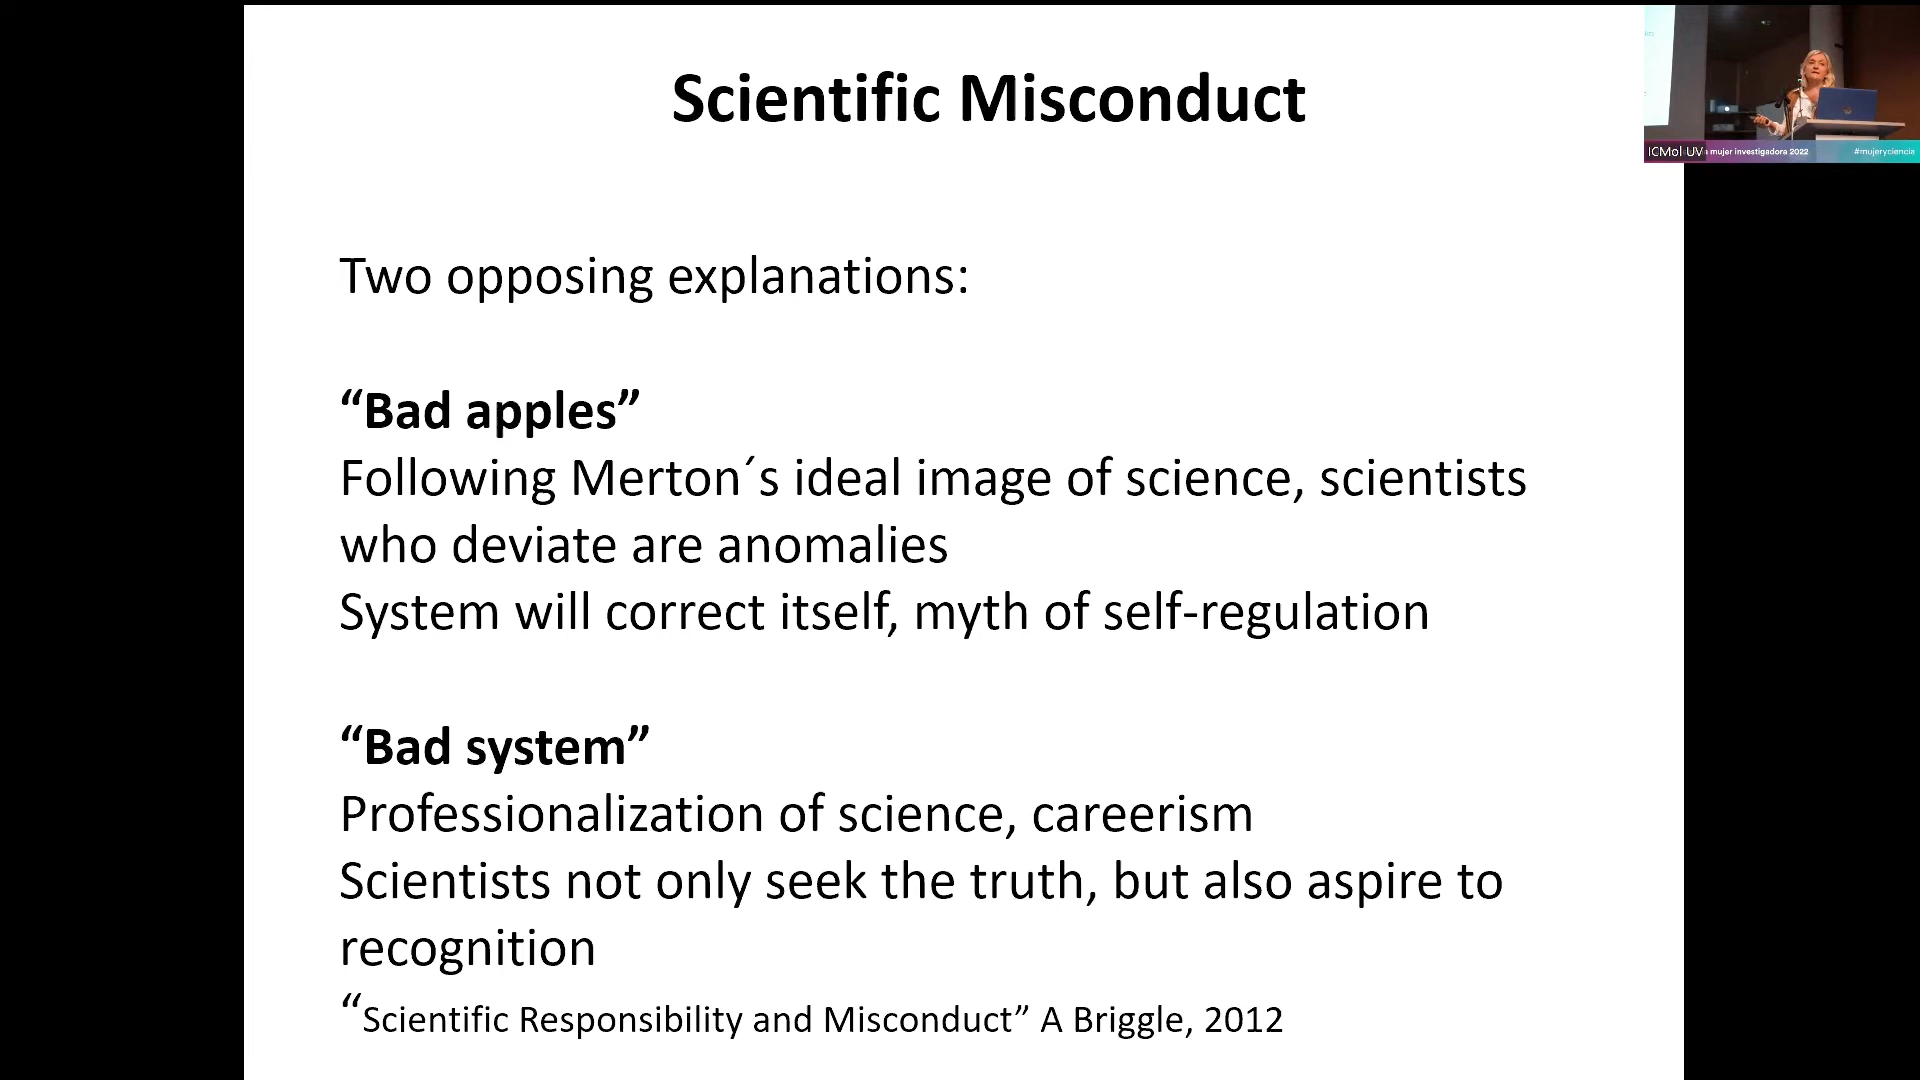 Scientific Misconduct
Two opposing explanations:
“Bad apples”
Following Merton´s ideal image of science, scientists
who deviate are anomalies
System will correct itself, myth of self-regulation
“Bad system”
Professionalization of science, careerism
Scientists not only seek the truth, but also aspire to
recognition
“Scientific Responsibility and Misconduct” A Briggle, 2012
ICMol UV
mujer investigadora 2022
#mujeryciencia